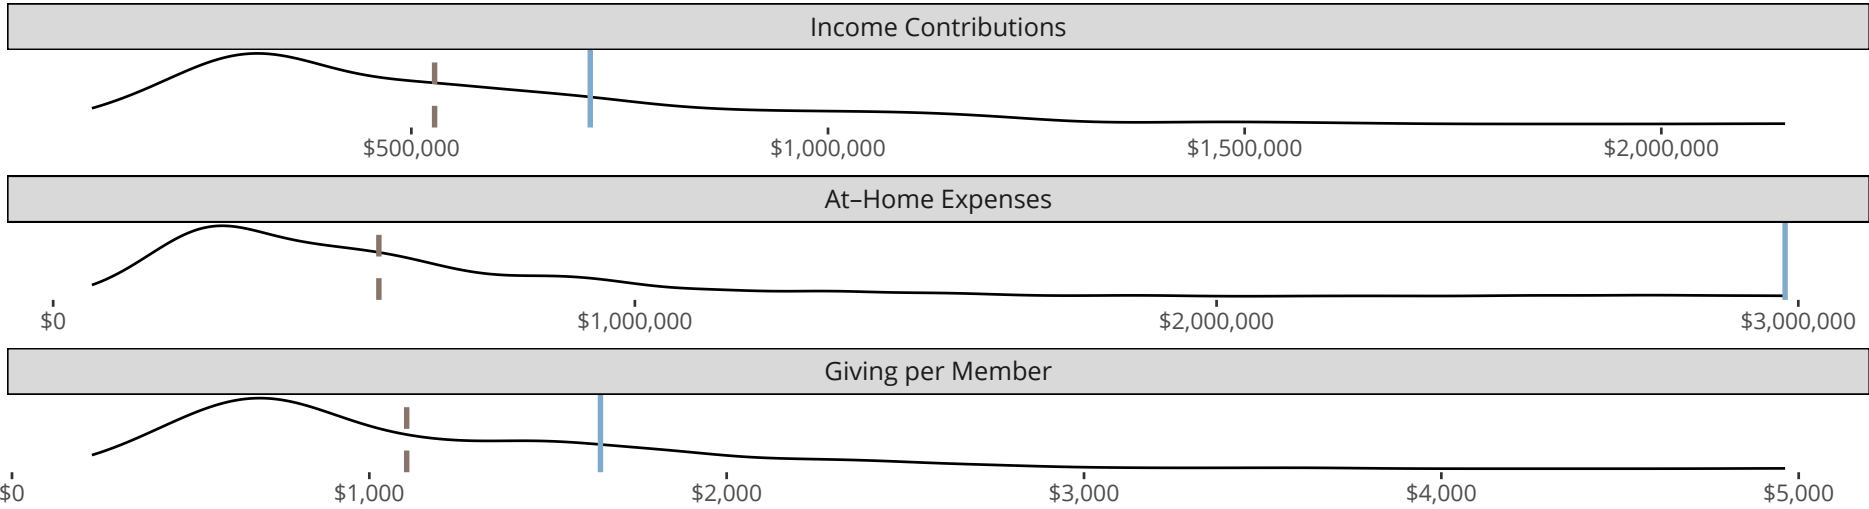 Income Contributions
$500,000 $1,000,000 $1,500,000 $2,000,000
At–Home Expenses
$0 $1,000,000 $2,000,000 $3,000,000
Giving per Member
$0 $1,000 $2,000 $3,000 $4,000 $5,000